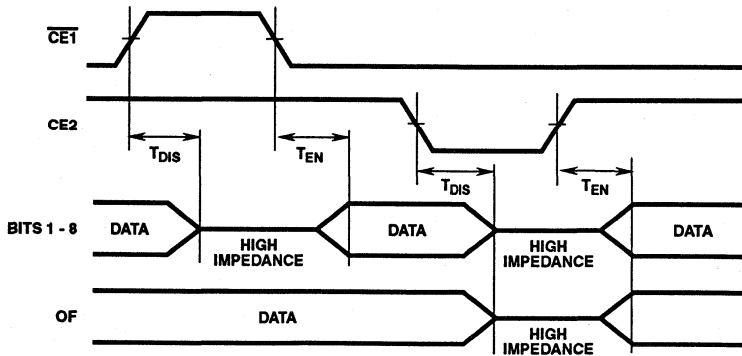 CE1
CE2
TDIS
TEN
TDIS
TEN
BITS 1 - 8
DATA
HIGH
IMPEDANCE
DATA
HIGH
IMPEDANCE
DATA
OF
DATA
HIGH
IMPEDANCE